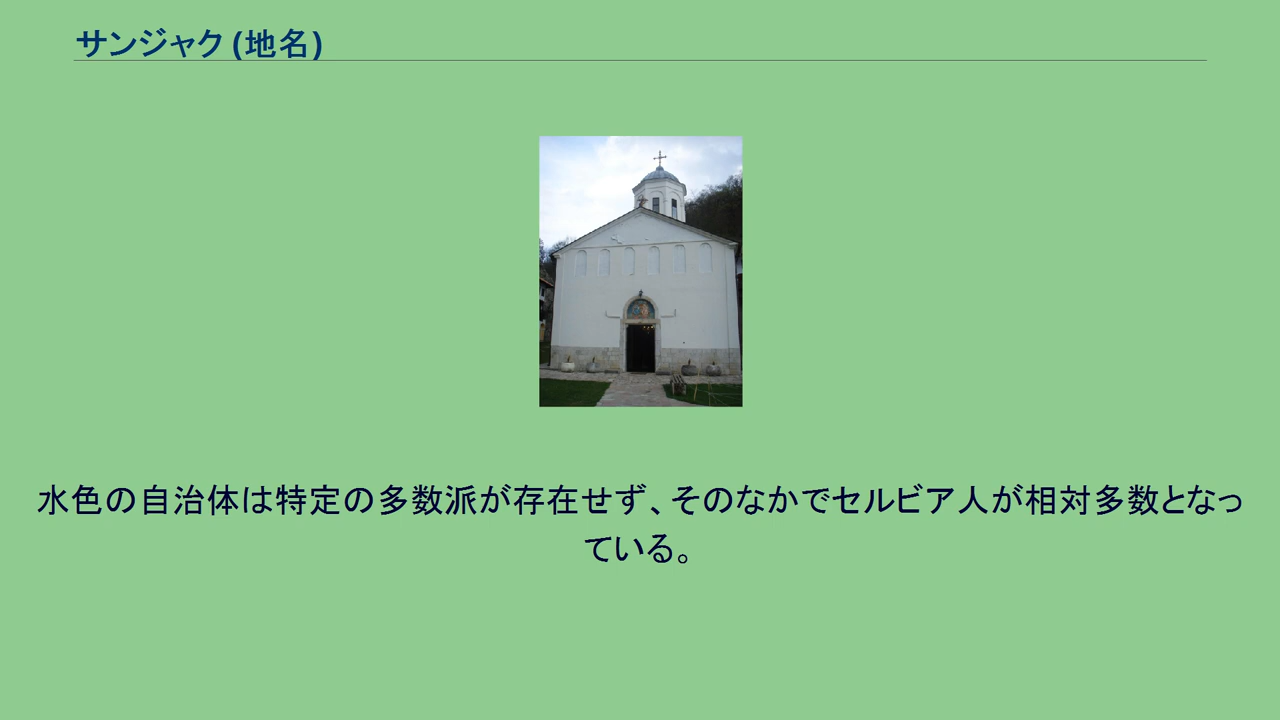 サンジャク (地名)
水色の自治体は特定の多数派が存在せず、そのなかでセルビア人が相対多数となっ
ている。